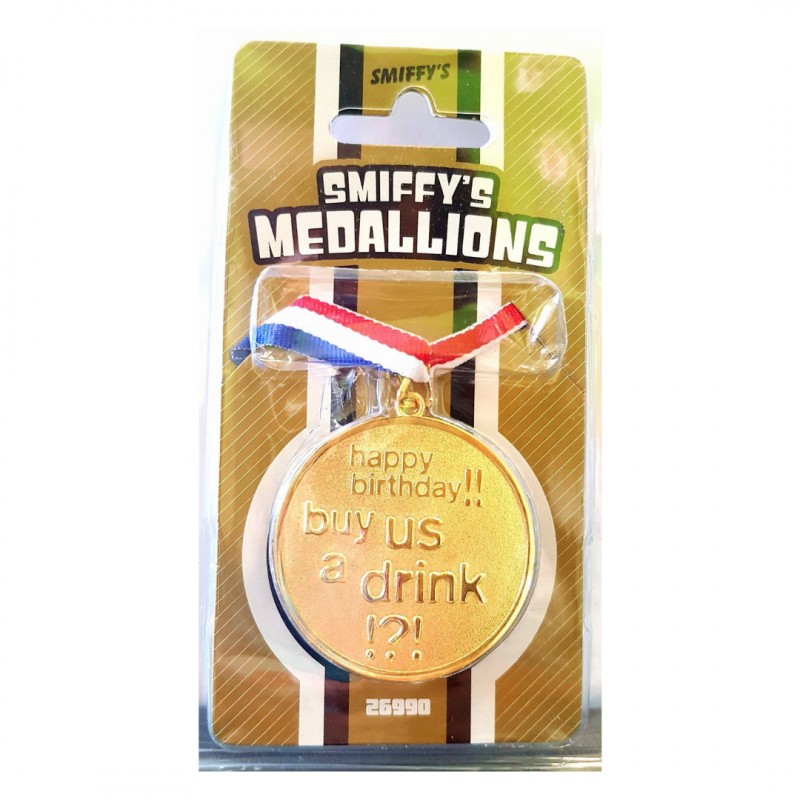 SMIFFY'S
SMIFFY'S
MEDALLIONS
happy
birthday!!
buy us
a drink
!?!
26990